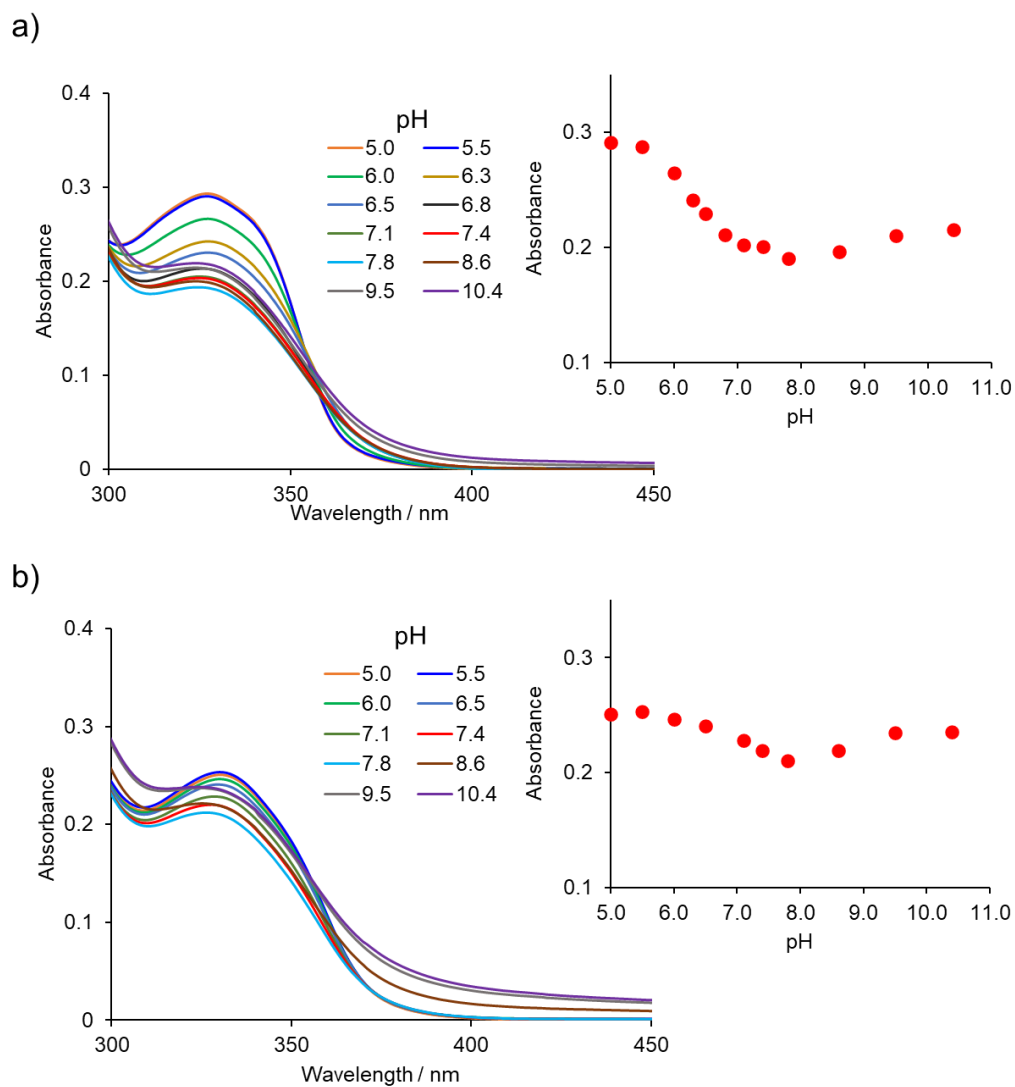 a)
0.4
0.3
0.2
0.1
0
Absorbance
300
350
400
450
Wavelength / nm
pH
5.0 5.5
6.0 6.3
6.5 6.8
7.1 7.4
7.8 8.6
9.5 10.4
0.3
0.2
0.1
Absorbance
5.0 6.0 7.0 8.0 9.0 10.0 11.0
pH
b)
0.4
0.3
0.2
0.1
0
Absorbance
300
350
400
450
Wavelength / nm
pH
5.0 5.5
6.0 6.5
7.1 7.4
7.8 8.6
9.5 10.4
0.3
0.2
0.1
Absorbance
5.0 6.0 7.0 8.0 9.0 10.0 11.0
pH